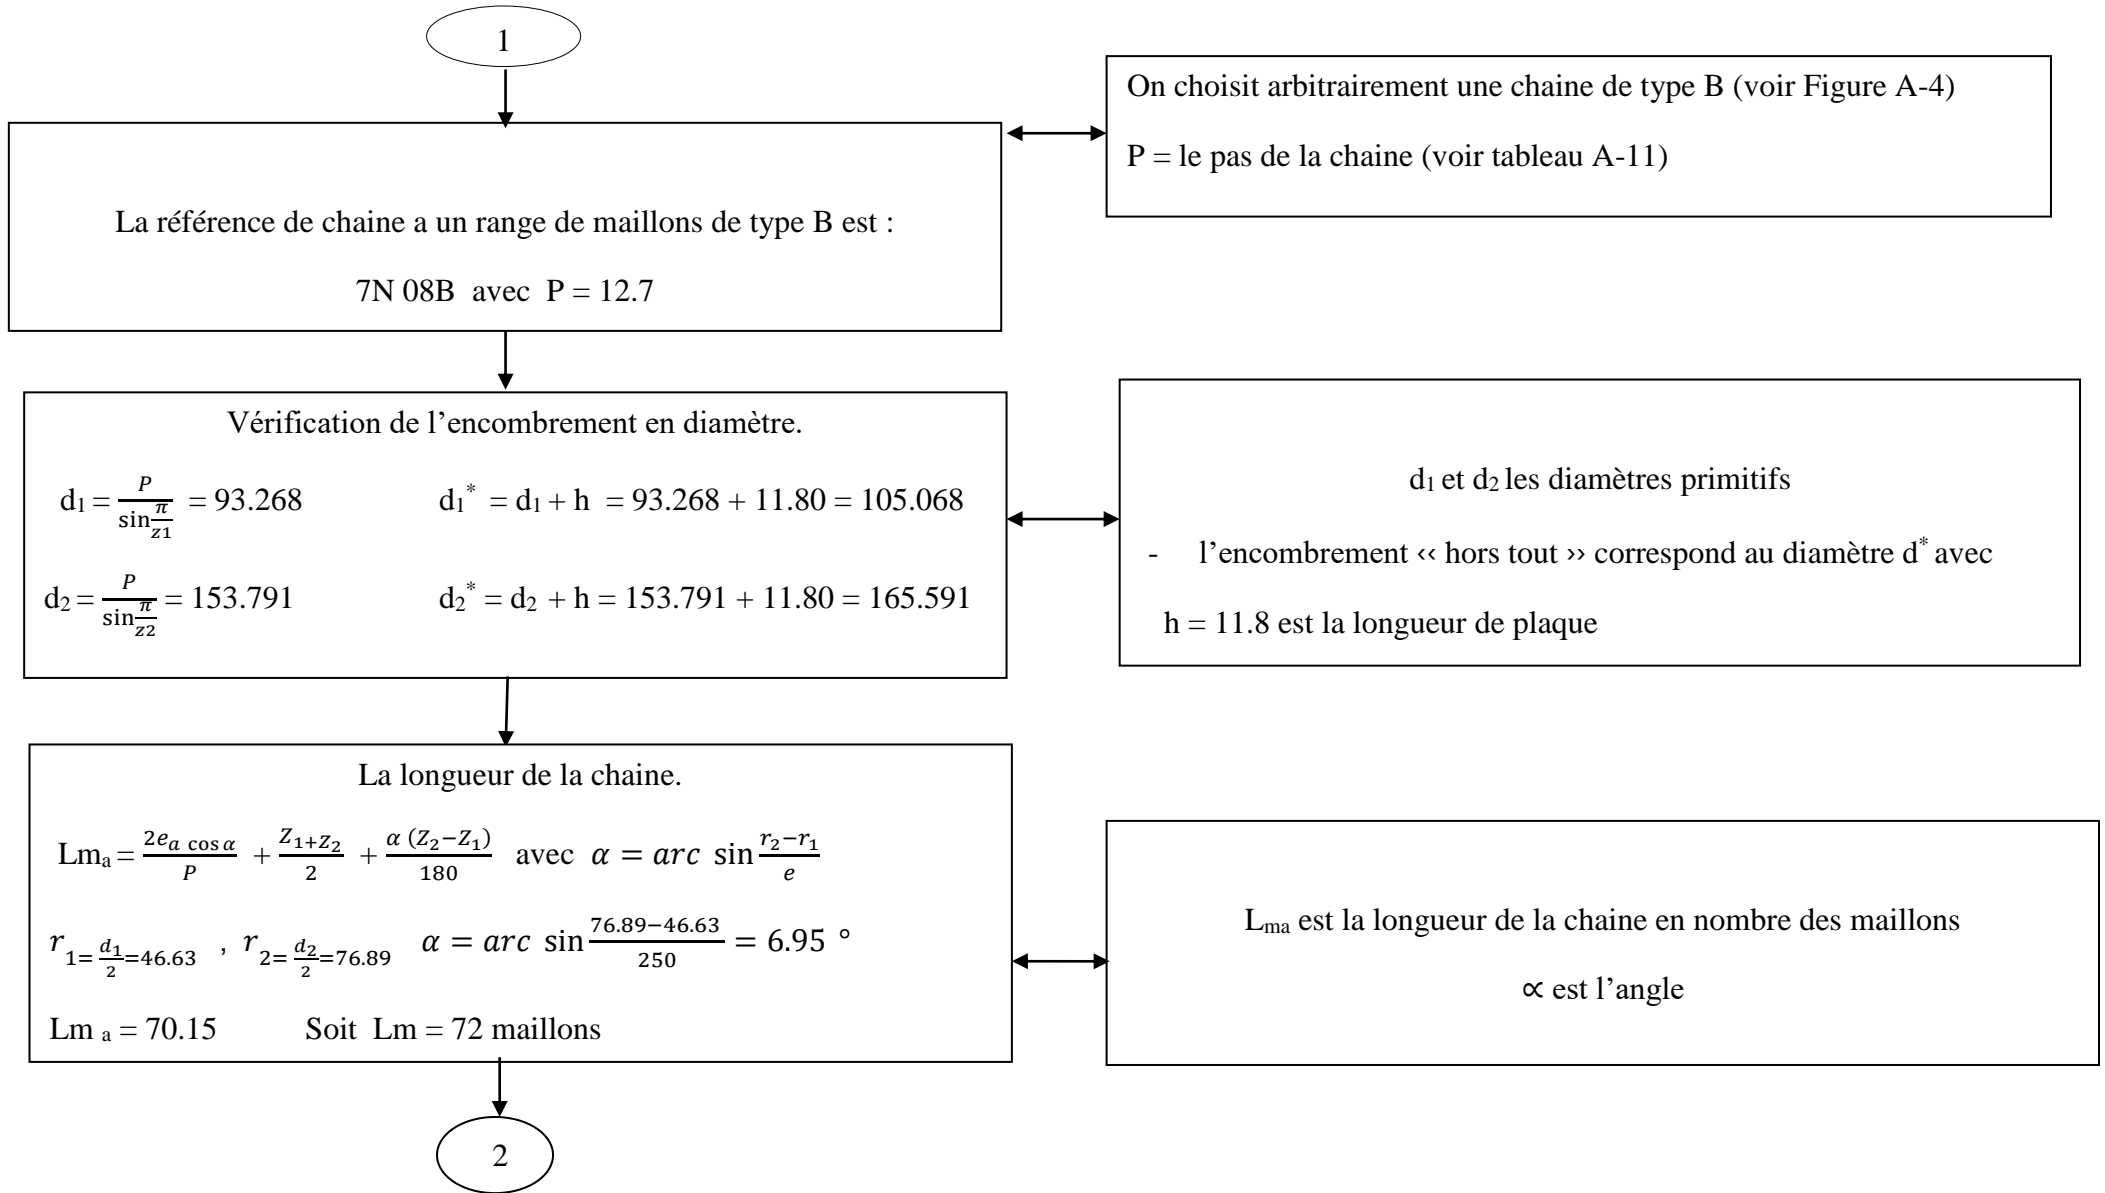 1
On choisit arbitrairement une chaine de type B (voir Figure A-4)
P = le pas de la chaine (voir tableau A-11)
La référence de chaine a un range de maillons de type B est :
7N 08B avec P = 12.7
Vérification de l’encombrement en diamètre.
d₁ = P / sin π/z1 = 93.268 d₁* = d₁ + h = 93.268 + 11.80 = 105.068
d₂ = P / sin π/z2 = 153.791 d₂* = d₂ + h = 153.791 + 11.80 = 165.591
d₁ et d₂ les diamètres primitifs
- l’encombrement ‹‹ hors tout ›› correspond au diamètre d* avec
h = 11.8 est la longueur de plaque
La longueur de la chaine.
Lmₐ = 2eₐ cos α / P + Z₁₊Z₂ / 2 + α (Z₂−Z₁) / 180 avec α = arc sin r₂−r₁ / e
r 1= d₁/2 =46.63 , r 2= d₂/2 =76.89 α = arc sin 76.89−46.63 / 250 = 6.95 °
Lm ₐ = 70.15 Soit Lm = 72 maillons
Lₘₐ est la longueur de la chaine en nombre des maillons
∝ est l’angle
2